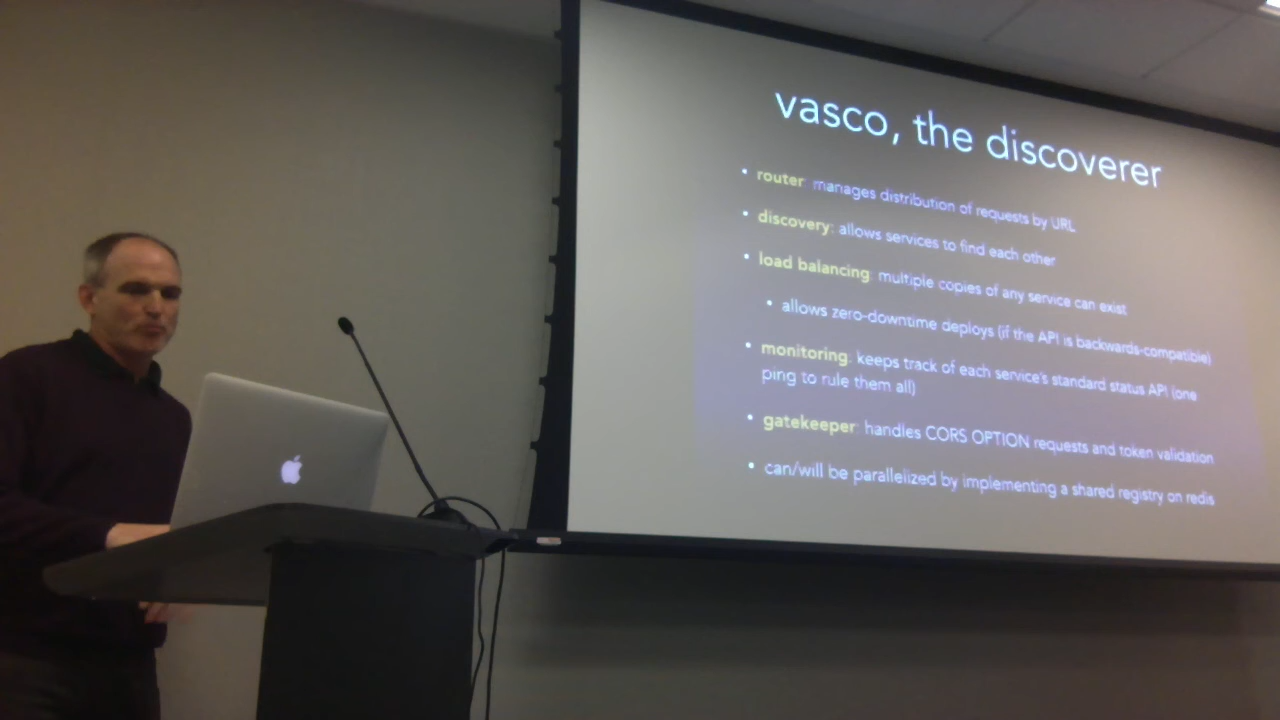 vasco, the discoverer
• router: manages distribution of requests by URL
• discovery: allows services to find each other
• load balancing: multiple copies of any service can exist
• allows zero-downtime deploys (if the API is backwards-compatible)
• monitoring: keeps track of each service's standard status API (one
ping to rule them all)
• gatekeeper: handles CORS OPTION requests and token validation
• can/will be parallelized by implementing a shared registry on redis